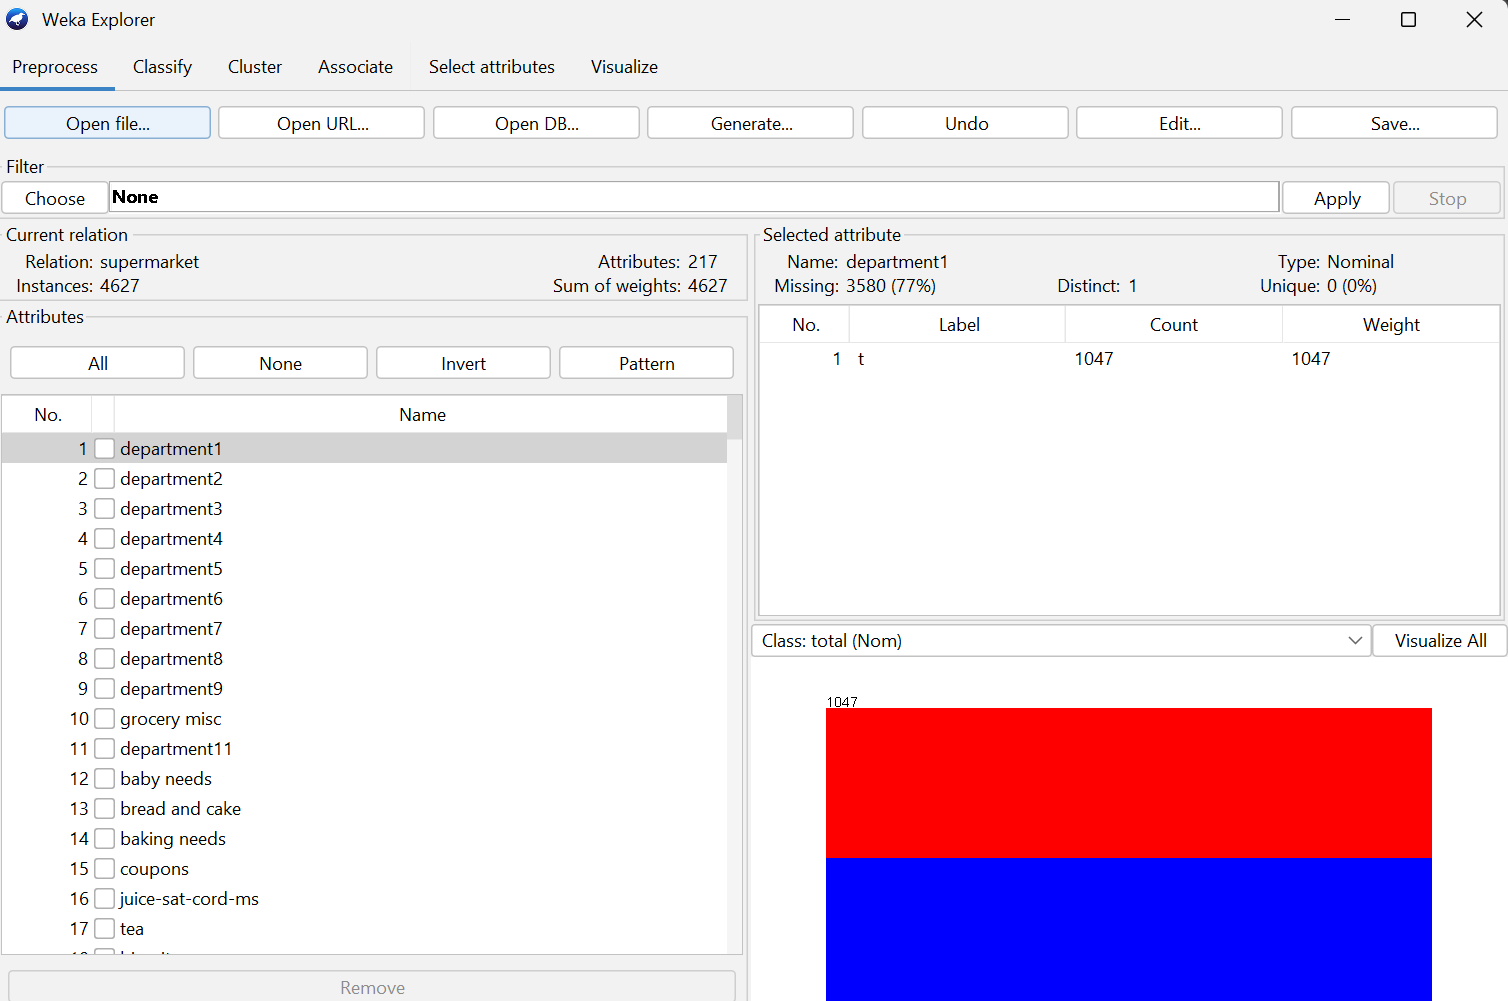 Weka Explorer
Preprocess Classify Cluster Associate Select attributes Visualize
Open file... Open URL... Open DB... Generate... Undo Edit... Save...
Filter
Choose None Apply Stop
Current relation
Relation: supermarket Attributes: 217
Instances: 4627 Sum of weights: 4627
Attributes
All None Invert Pattern
No. Name
1 department1
2 department2
3 department3
4 department4
5 department5
6 department6
7 department7
8 department8
9 department9
10 grocery misc
11 department11
12 baby needs
13 bread and cake
14 baking needs
15 coupons
16 juice-sat-cord-ms
17 tea
Remove
Selected attribute
Name: department1 Type: Nominal
Missing: 3580 (77%) Distinct: 1 Unique: 0 (0%)
No. Label Count Weight
1 t 1047 1047
Class: total (Nom) Visualize All
1047